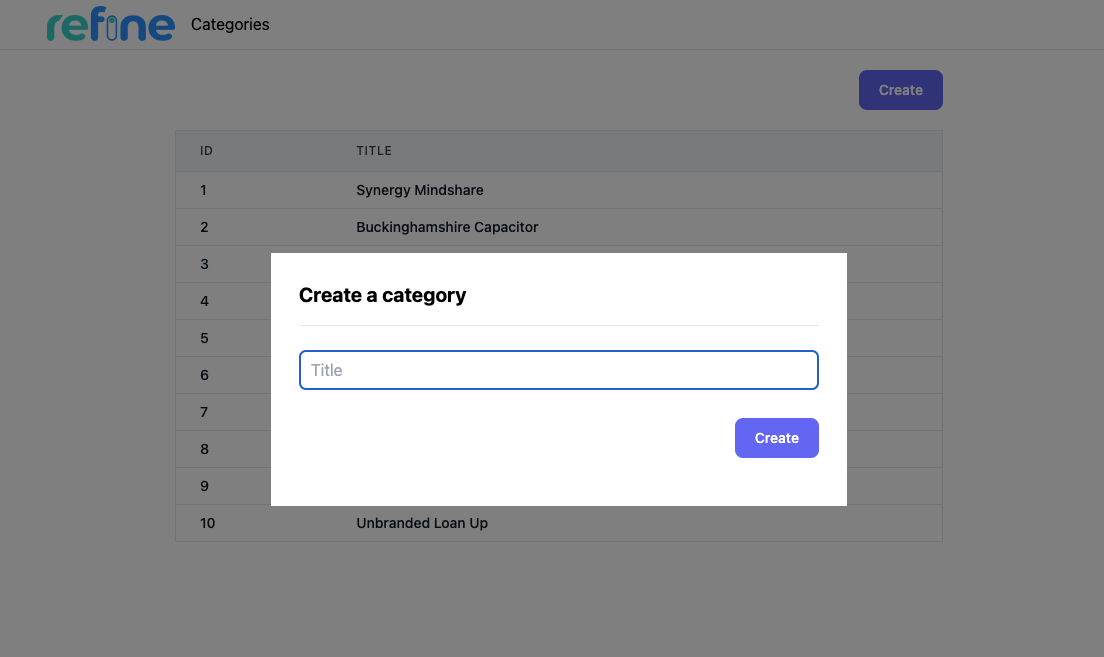 refine Categories
Create
ID TITLE
1 Synergy Mindshare
2 Buckinghamshire Capacitor
3
4
5
6
7
8
9
10 Unbranded Loan Up
Create a category
Title
Create